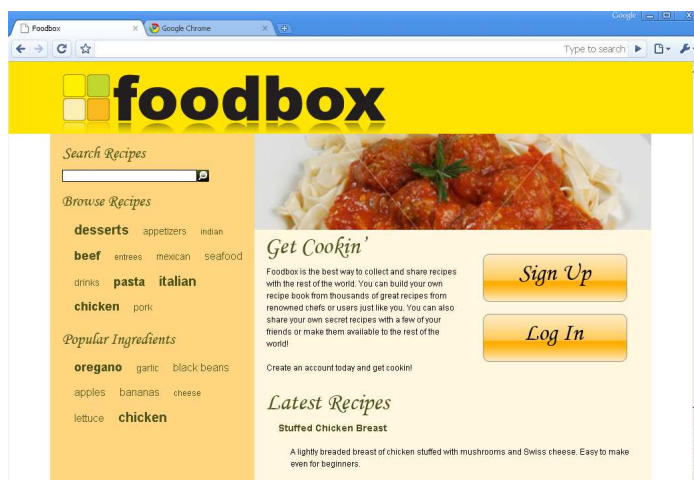 Google
Foodbox
Google Chrome
Type to search
foodbox
Search Recipes
Browse Recipes
desserts appetizers indian
beef entrees mexican seafood
drinks pasta italian
chicken pork
Popular Ingredients
oregano garlic black beans
apples bananas cheese
lettuce chicken
Get Cookin'
Foodbox is the best way to collect and share recipes
with the rest of the world. You can build your own
recipe book from thousands of great recipes from
renowned chefs or users just like you. You can also
share your own secret recipes with a few of your
friends or make them available to the rest of the
world!
Create an account today and get cookin!
Sign Up
Log In
Latest Recipes
Stuffed Chicken Breast
A lightly breaded breast of chicken stuffed with mushrooms and Swiss cheese. Easy to make
even for beginners.